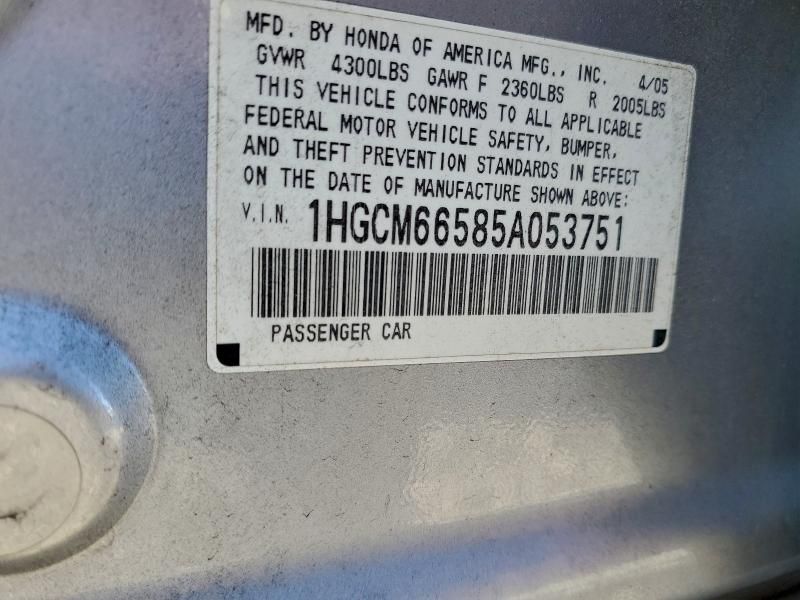 MFD. BY HONDA OF AMERICA MFG., INC. 4/05
GVWR 4300LBS GAWR F 2360LBS R 2005LBS
THIS VEHICLE CONFORMS TO ALL APPLICABLE
FEDERAL MOTOR VEHICLE SAFETY, BUMPER,
AND THEFT PREVENTION STANDARDS IN EFFECT
ON THE DATE OF MANUFACTURE SHOWN ABOVE:
V.I.N. 1HGCM66585A053751
PASSENGER CAR